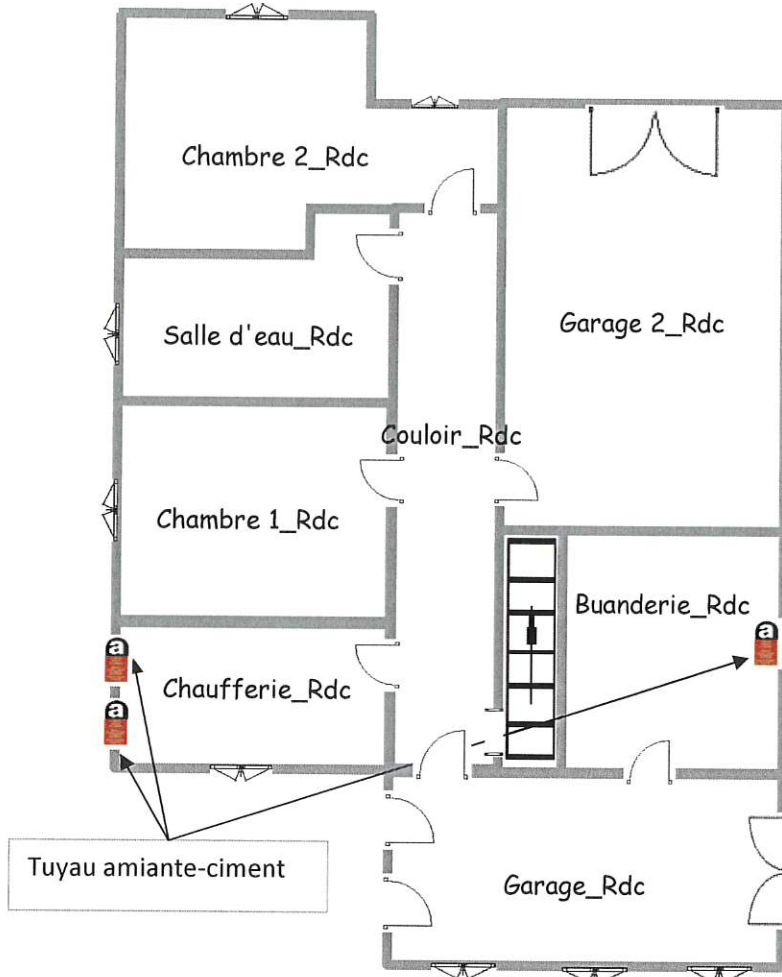 Chambre 2_Rdc
Salle d'eau_Rdc
Garage 2_Rdc
Couloir_Rdc
Chambre 1_Rdc
Buanderie_Rdc
a
Chaufferie_Rdc
a
a
Tuyau amiante-ciment
Garage_Rdc